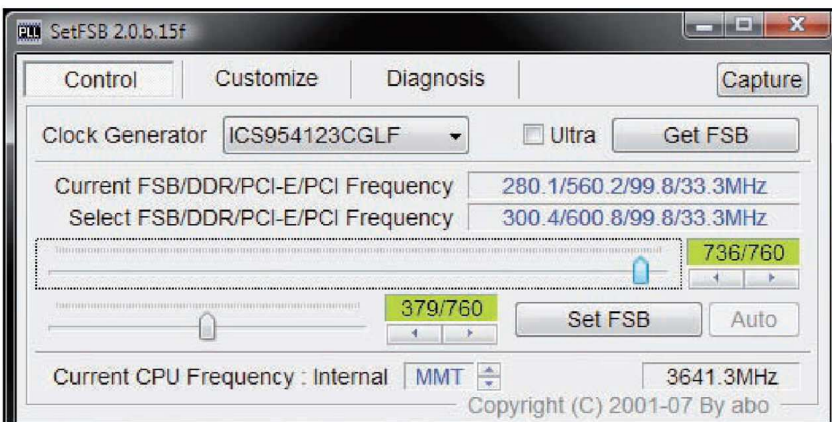 PLL SetFSB 2.0.b.15f
Control Customize Diagnosis Capture
Clock Generator ICS954123CGLF Ultra Get FSB
Current FSB/DDR/PCI-E/PCI Frequency 280.1/560.2/99.8/33.3MHz
Select FSB/DDR/PCI-E/PCI Frequency 300.4/600.8/99.8/33.3MHz
736/760
379/760 Set FSB Auto
Current CPU Frequency : Internal MMT 3641.3MHz
Copyright (C) 2001-07 By abo